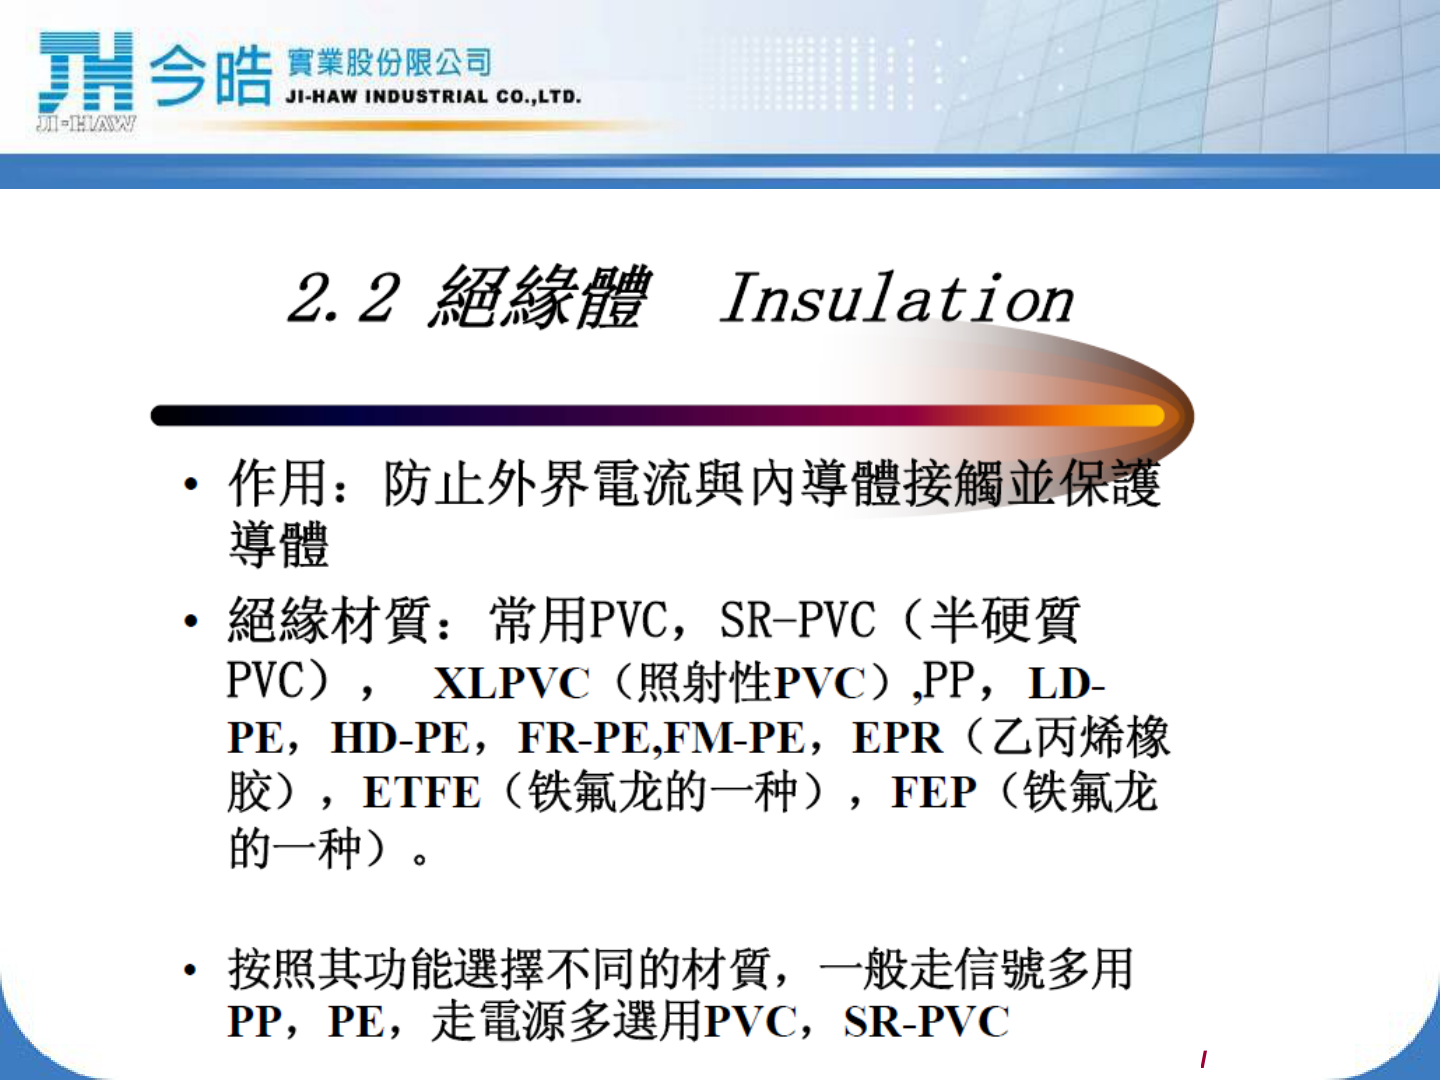 JI-HAW
今皓 實業股份限公司
JI-HAW INDUSTRIAL CO.,LTD.
2.2 絕緣體 Insulation
• 作用：防止外界電流與內導體接觸並保護
導體
• 絕緣材質：常用PVC，SR-PVC（半硬質
PVC）， XLPVC（照射性PVC）,PP，LD-
PE，HD-PE，FR-PE,FM-PE，EPR（乙丙烯橡
胶），ETFE（铁氟龙的一种），FEP（铁氟龙
的一种）。
• 按照其功能選擇不同的材質，一般走信號多用
PP，PE，走電源多選用PVC，SR-PVC